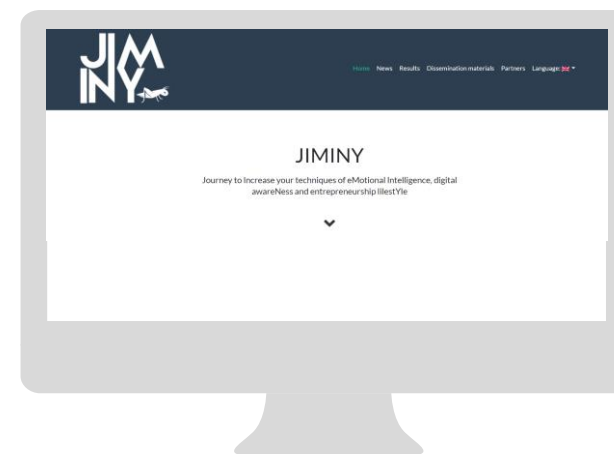 JIM
INY
Home News Results Dissemination materials Partners Language:
JIMINY
Journey to Increase your techniques of eMotional Intelligence, digital
awareNess and entrepreneurship lilestYle